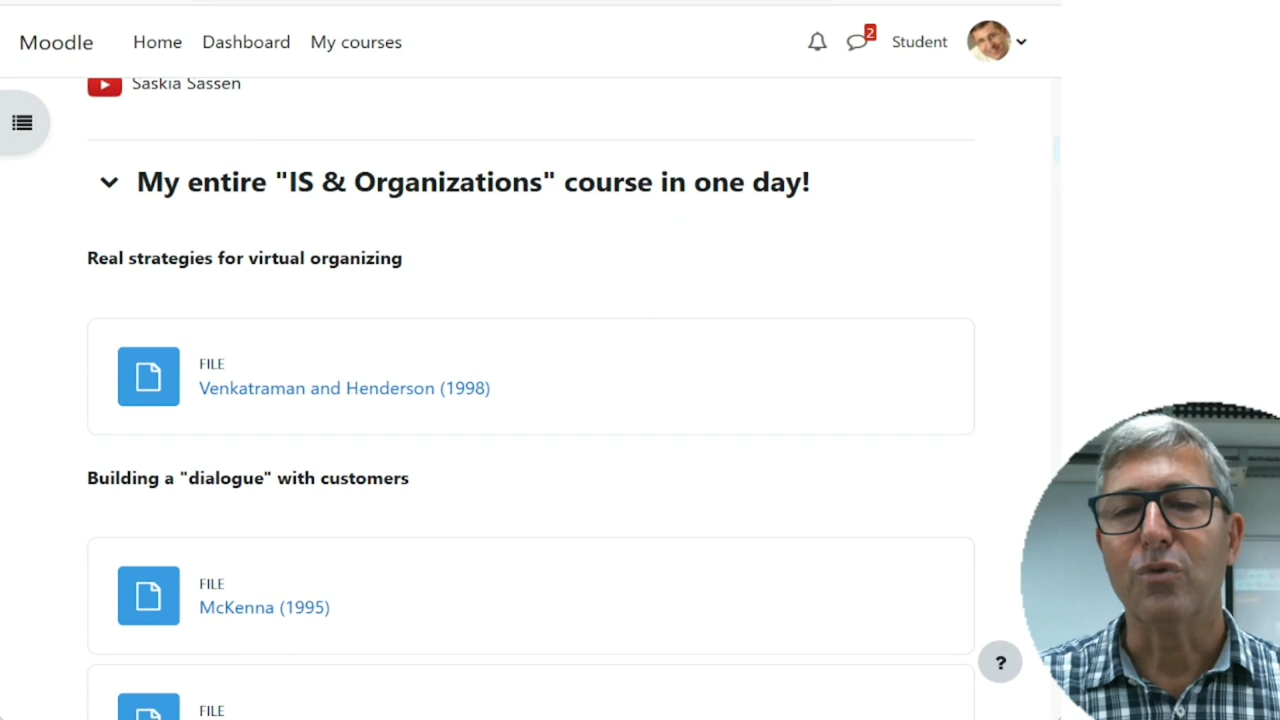 Moodle
Home
Dashboard
My courses
2
Student
Saskia Sassen
My entire "IS & Organizations" course in one day!
Real strategies for virtual organizing
FILE
Venkatraman and Henderson (1998)
Building a "dialogue" with customers
FILE
McKenna (1995)
?
FILE